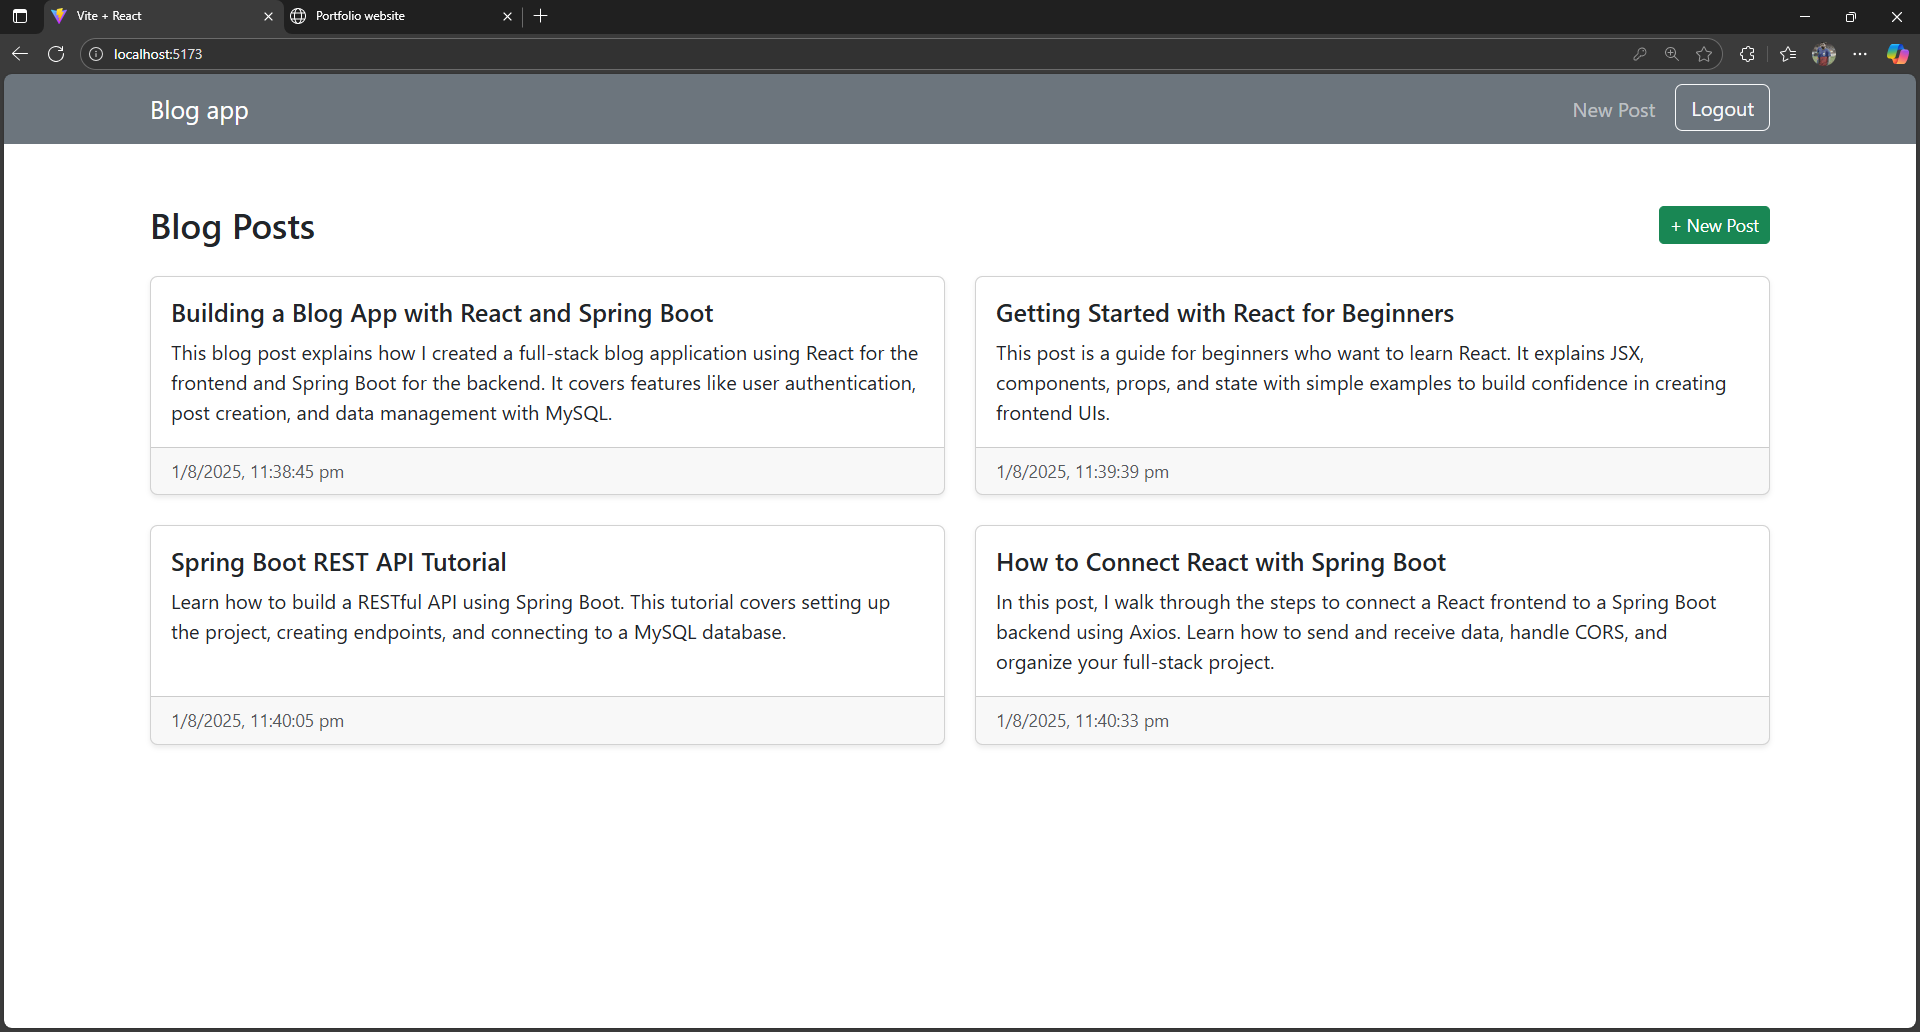 Vite + React
Portfolio website
localhost:5173
Blog app
New Post
Logout
Blog Posts
+ New Post
Building a Blog App with React and Spring Boot
This blog post explains how I created a full-stack blog application using React for the
frontend and Spring Boot for the backend. It covers features like user authentication,
post creation, and data management with MySQL.
1/8/2025, 11:38:45 pm
Getting Started with React for Beginners
This post is a guide for beginners who want to learn React. It explains JSX,
components, props, and state with simple examples to build confidence in creating
frontend UIs.
1/8/2025, 11:39:39 pm
Spring Boot REST API Tutorial
Learn how to build a RESTful API using Spring Boot. This tutorial covers setting up
the project, creating endpoints, and connecting to a MySQL database.
1/8/2025, 11:40:05 pm
How to Connect React with Spring Boot
In this post, I walk through the steps to connect a React frontend to a Spring Boot
backend using Axios. Learn how to send and receive data, handle CORS, and
organize your full-stack project.
1/8/2025, 11:40:33 pm